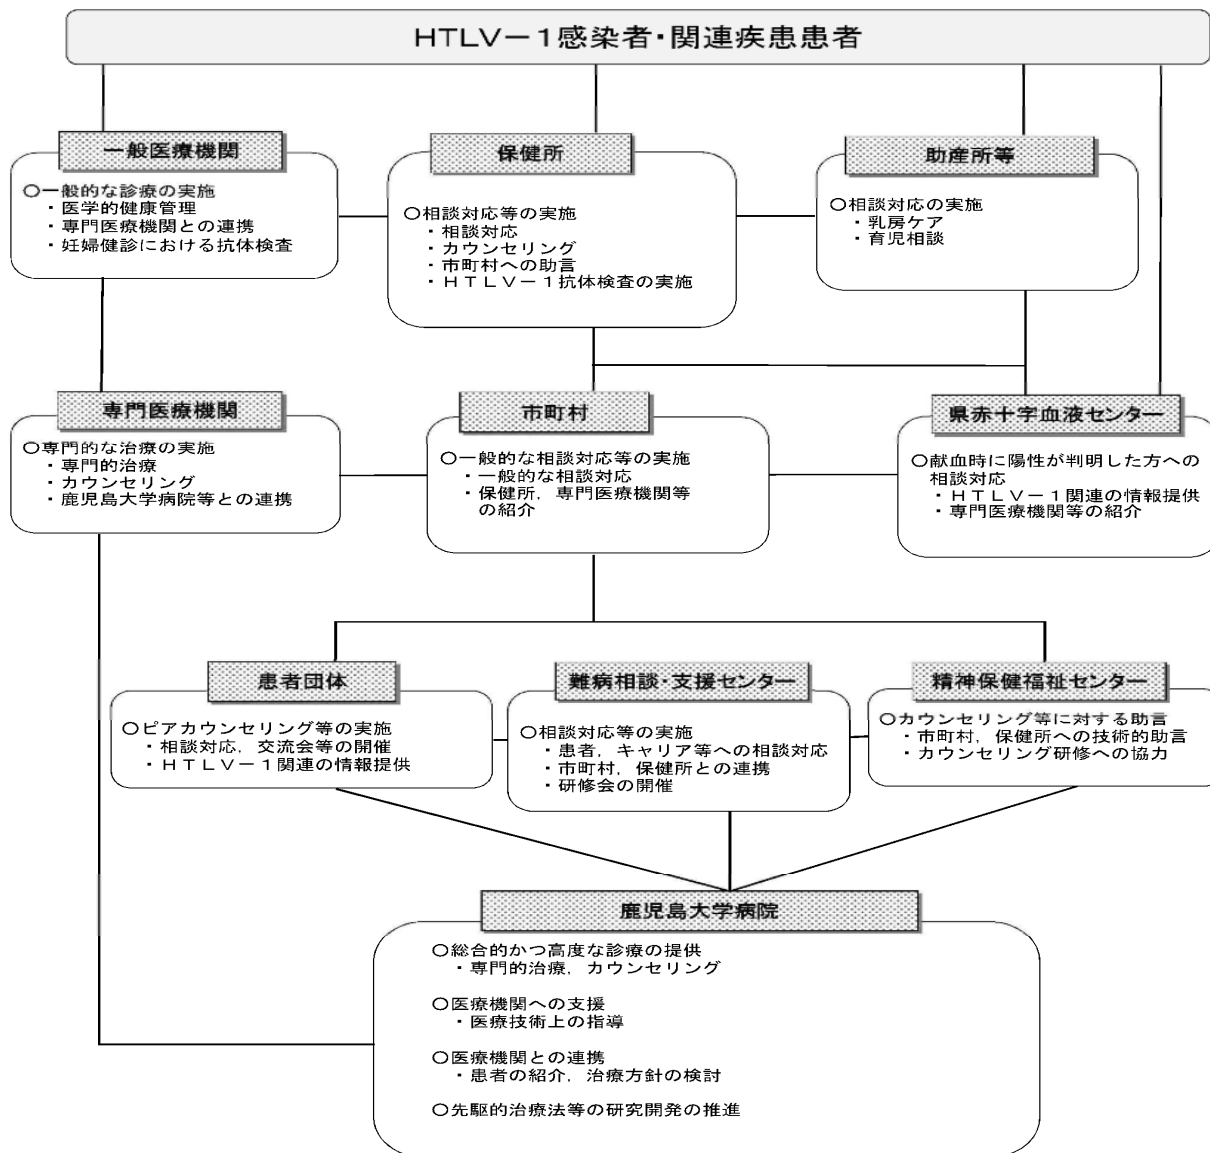 HTLV－1感染者・関連疾患患者
一般医療機関
○一般的な診療の実施
・医学的健康管理
・専門医療機関との連携
・妊婦健診における抗体検査
保健所
○相談対応等の実施
・相談対応
・カウンセリング
・市町村への助言
・ＨＴＬＶ－１抗体検査の実施
助産所等
○相談対応の実施
・乳房ケア
・育児相談
専門医療機関
○専門的な治療の実施
・専門的治療
・カウンセリング
・鹿児島大学病院等との連携
市町村
○一般的な相談対応等の実施
・一般的な相談対応
・保健所，専門医療機関等
の紹介
県赤十字血液センター
○献血時に陽性が判明した方への
相談対応
・ＨＴＬＶ－１関連の情報提供
・専門医療機関等の紹介
患者団体
○ピアカウンセリング等の実施
・相談対応，交流会等の開催
・ＨＴＬＶ－１関連の情報提供
難病相談・支援センター
○相談対応等の実施
・患者，キャリア等への相談対応
・市町村，保健所との連携
・研修会の開催
精神保健福祉センター
○カウンセリング等に対する助言
・市町村，保健所への技術的助言
・カウンセリング研修への協力
鹿児島大学病院
○総合的かつ高度な診療の提供
・専門的治療，カウンセリング
○医療機関への支援
・医療技術上の指導
○医療機関との連携
・患者の紹介，治療方針の検討
○先駆的治療法等の研究開発の推進